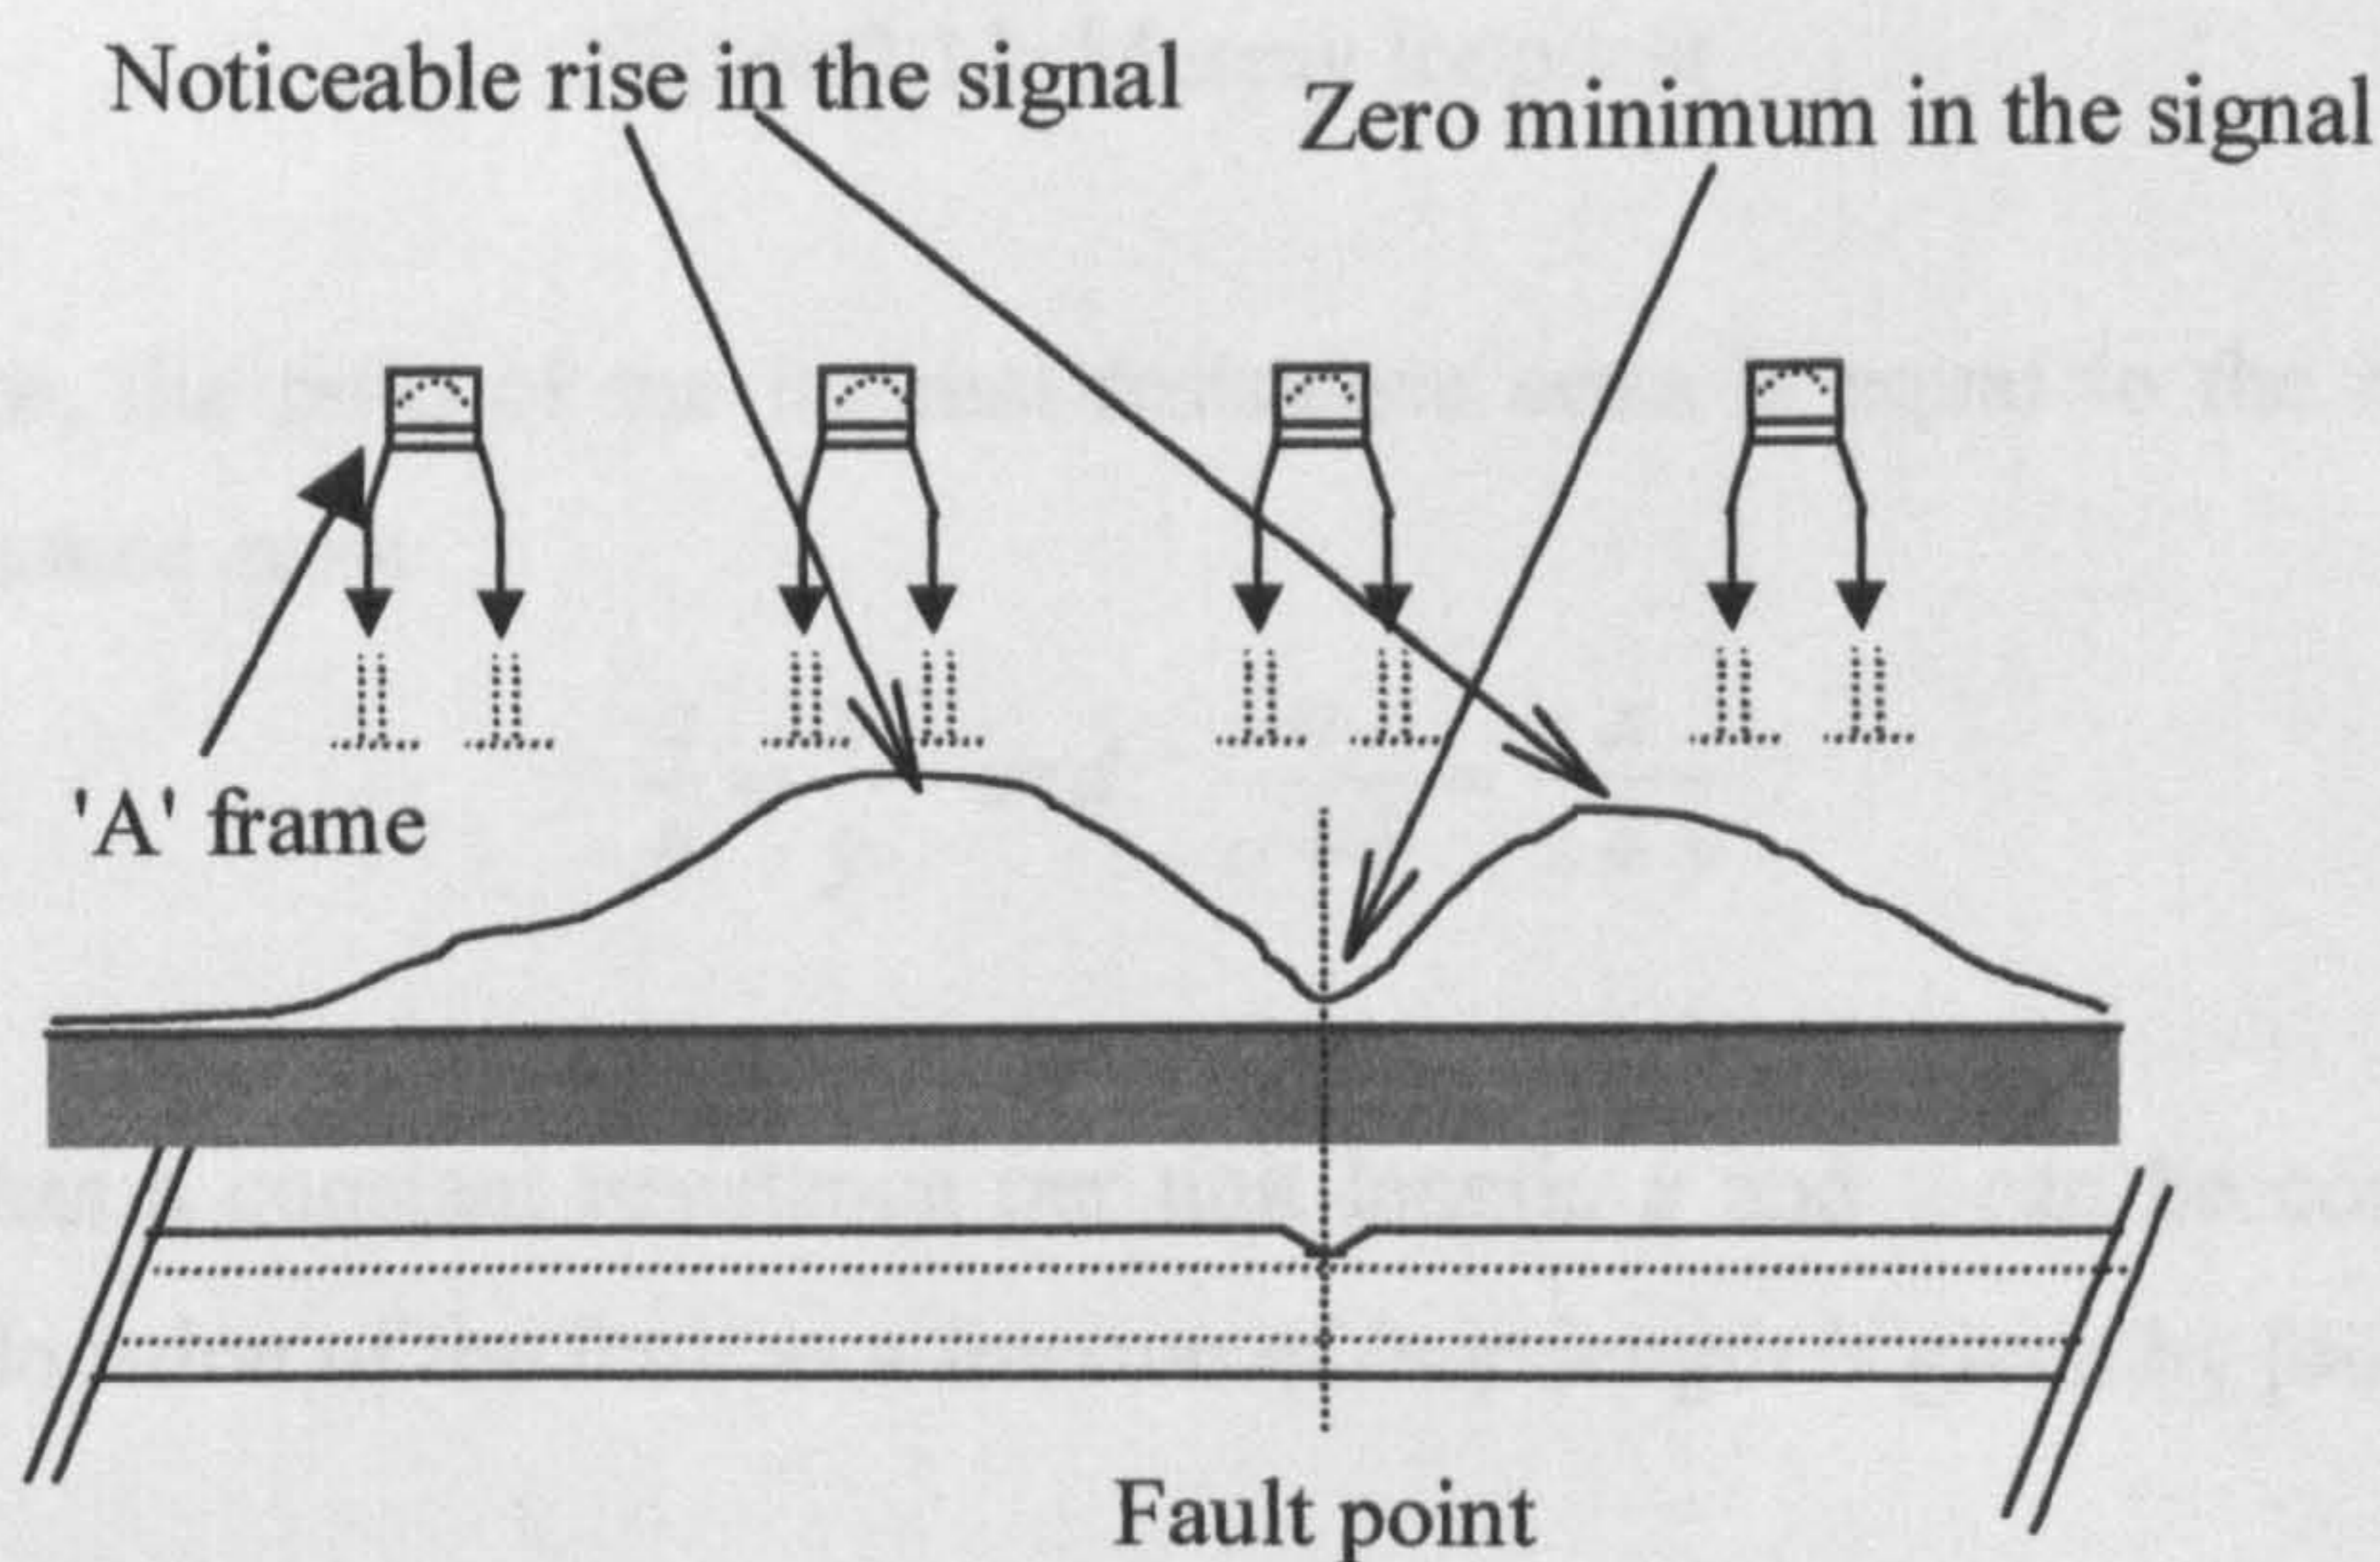 Noticeable rise in the signal
Zero minimum in the signal
'A' frame
Fault point